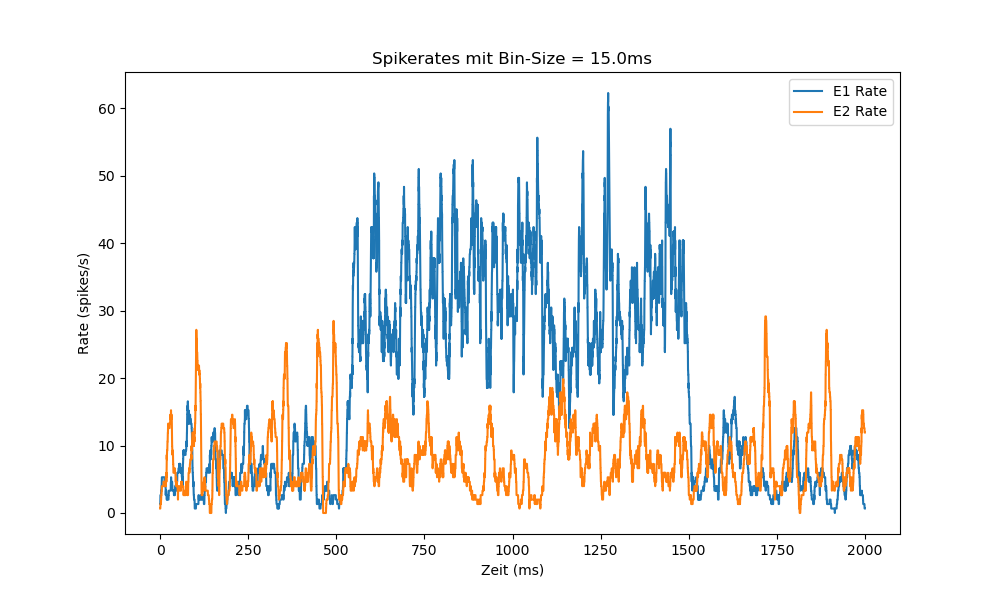 Spikerates mit Bin-Size = 15.0ms
E1 Rate
E2 Rate
60
50
40
30
20
10
0
Rate (spikes/s)
0 250 500 750 1000 1250 1500 1750 2000
Zeit (ms)